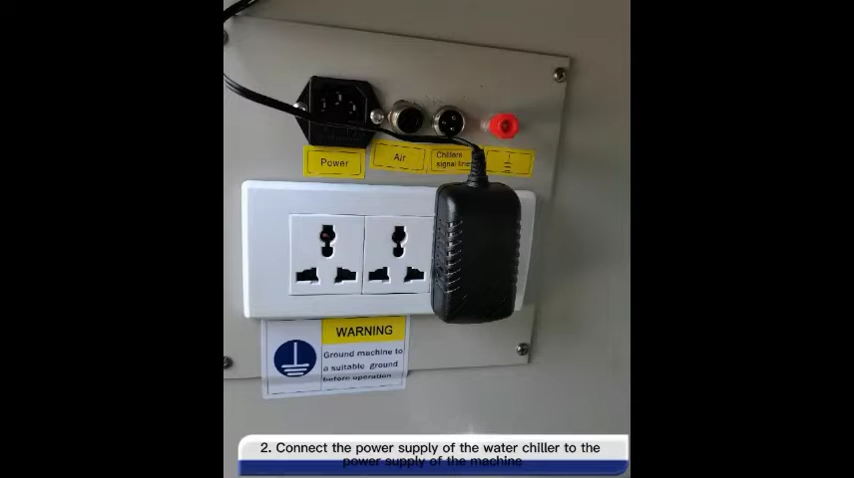 Power
Air
Chillers
signal line
WARNING
Ground machine to
a suitable ground
before operation
2. Connect the power supply of the water chiller to the
power supply of the machine